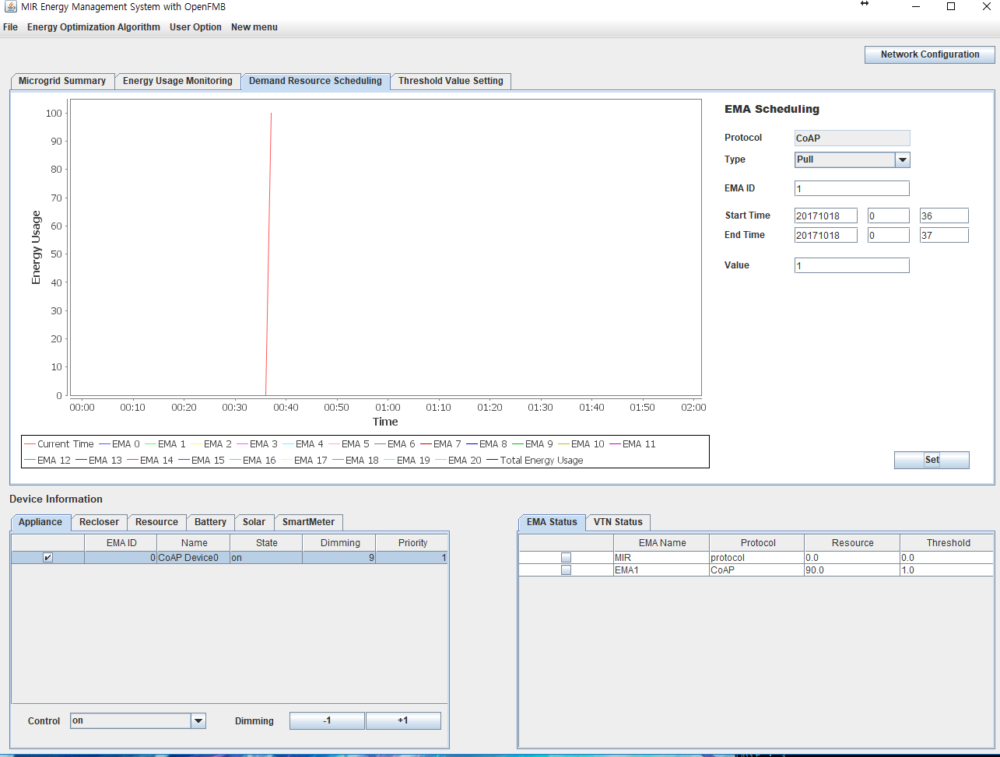 MIR Energy Management System with OpenFMB
File Energy Optimization Algorithm User Option New menu
Network Configuration
Microgrid Summary Energy Usage Monitoring Demand Resource Scheduling Threshold Value Setting
EMA Scheduling
Protocol CoAP
Type Pull
EMA ID 1
Start Time 20171018 0 36
End Time 20171018 0 37
Value 1
Energy Usage
100
90
80
70
60
50
40
30
20
10
0
00:00 00:10 00:20 00:30 00:40 00:50 01:00 01:10 01:20 01:30 01:40 01:50 02:00
Time
Current Time EMA 0 EMA 1 EMA 2 EMA 3 EMA 4 EMA 5 EMA 6 EMA 7 EMA 8 EMA 9 EMA 10 EMA 11
EMA 12 EMA 13 EMA 14 EMA 15 EMA 16 EMA 17 EMA 18 EMA 19 EMA 20 Total Energy Usage
Set
Device Information
Appliance Recloser Resource Battery Solar SmartMeter
EMA ID Name State Dimming Priority
0 CoAP Device0 on 9 1
Control on Dimming -1 +1
EMA Status VTN Status
EMA Name Protocol Resource Threshold
MIR protocol 0.0 0.0
EMA1 CoAP 90.0 1.0